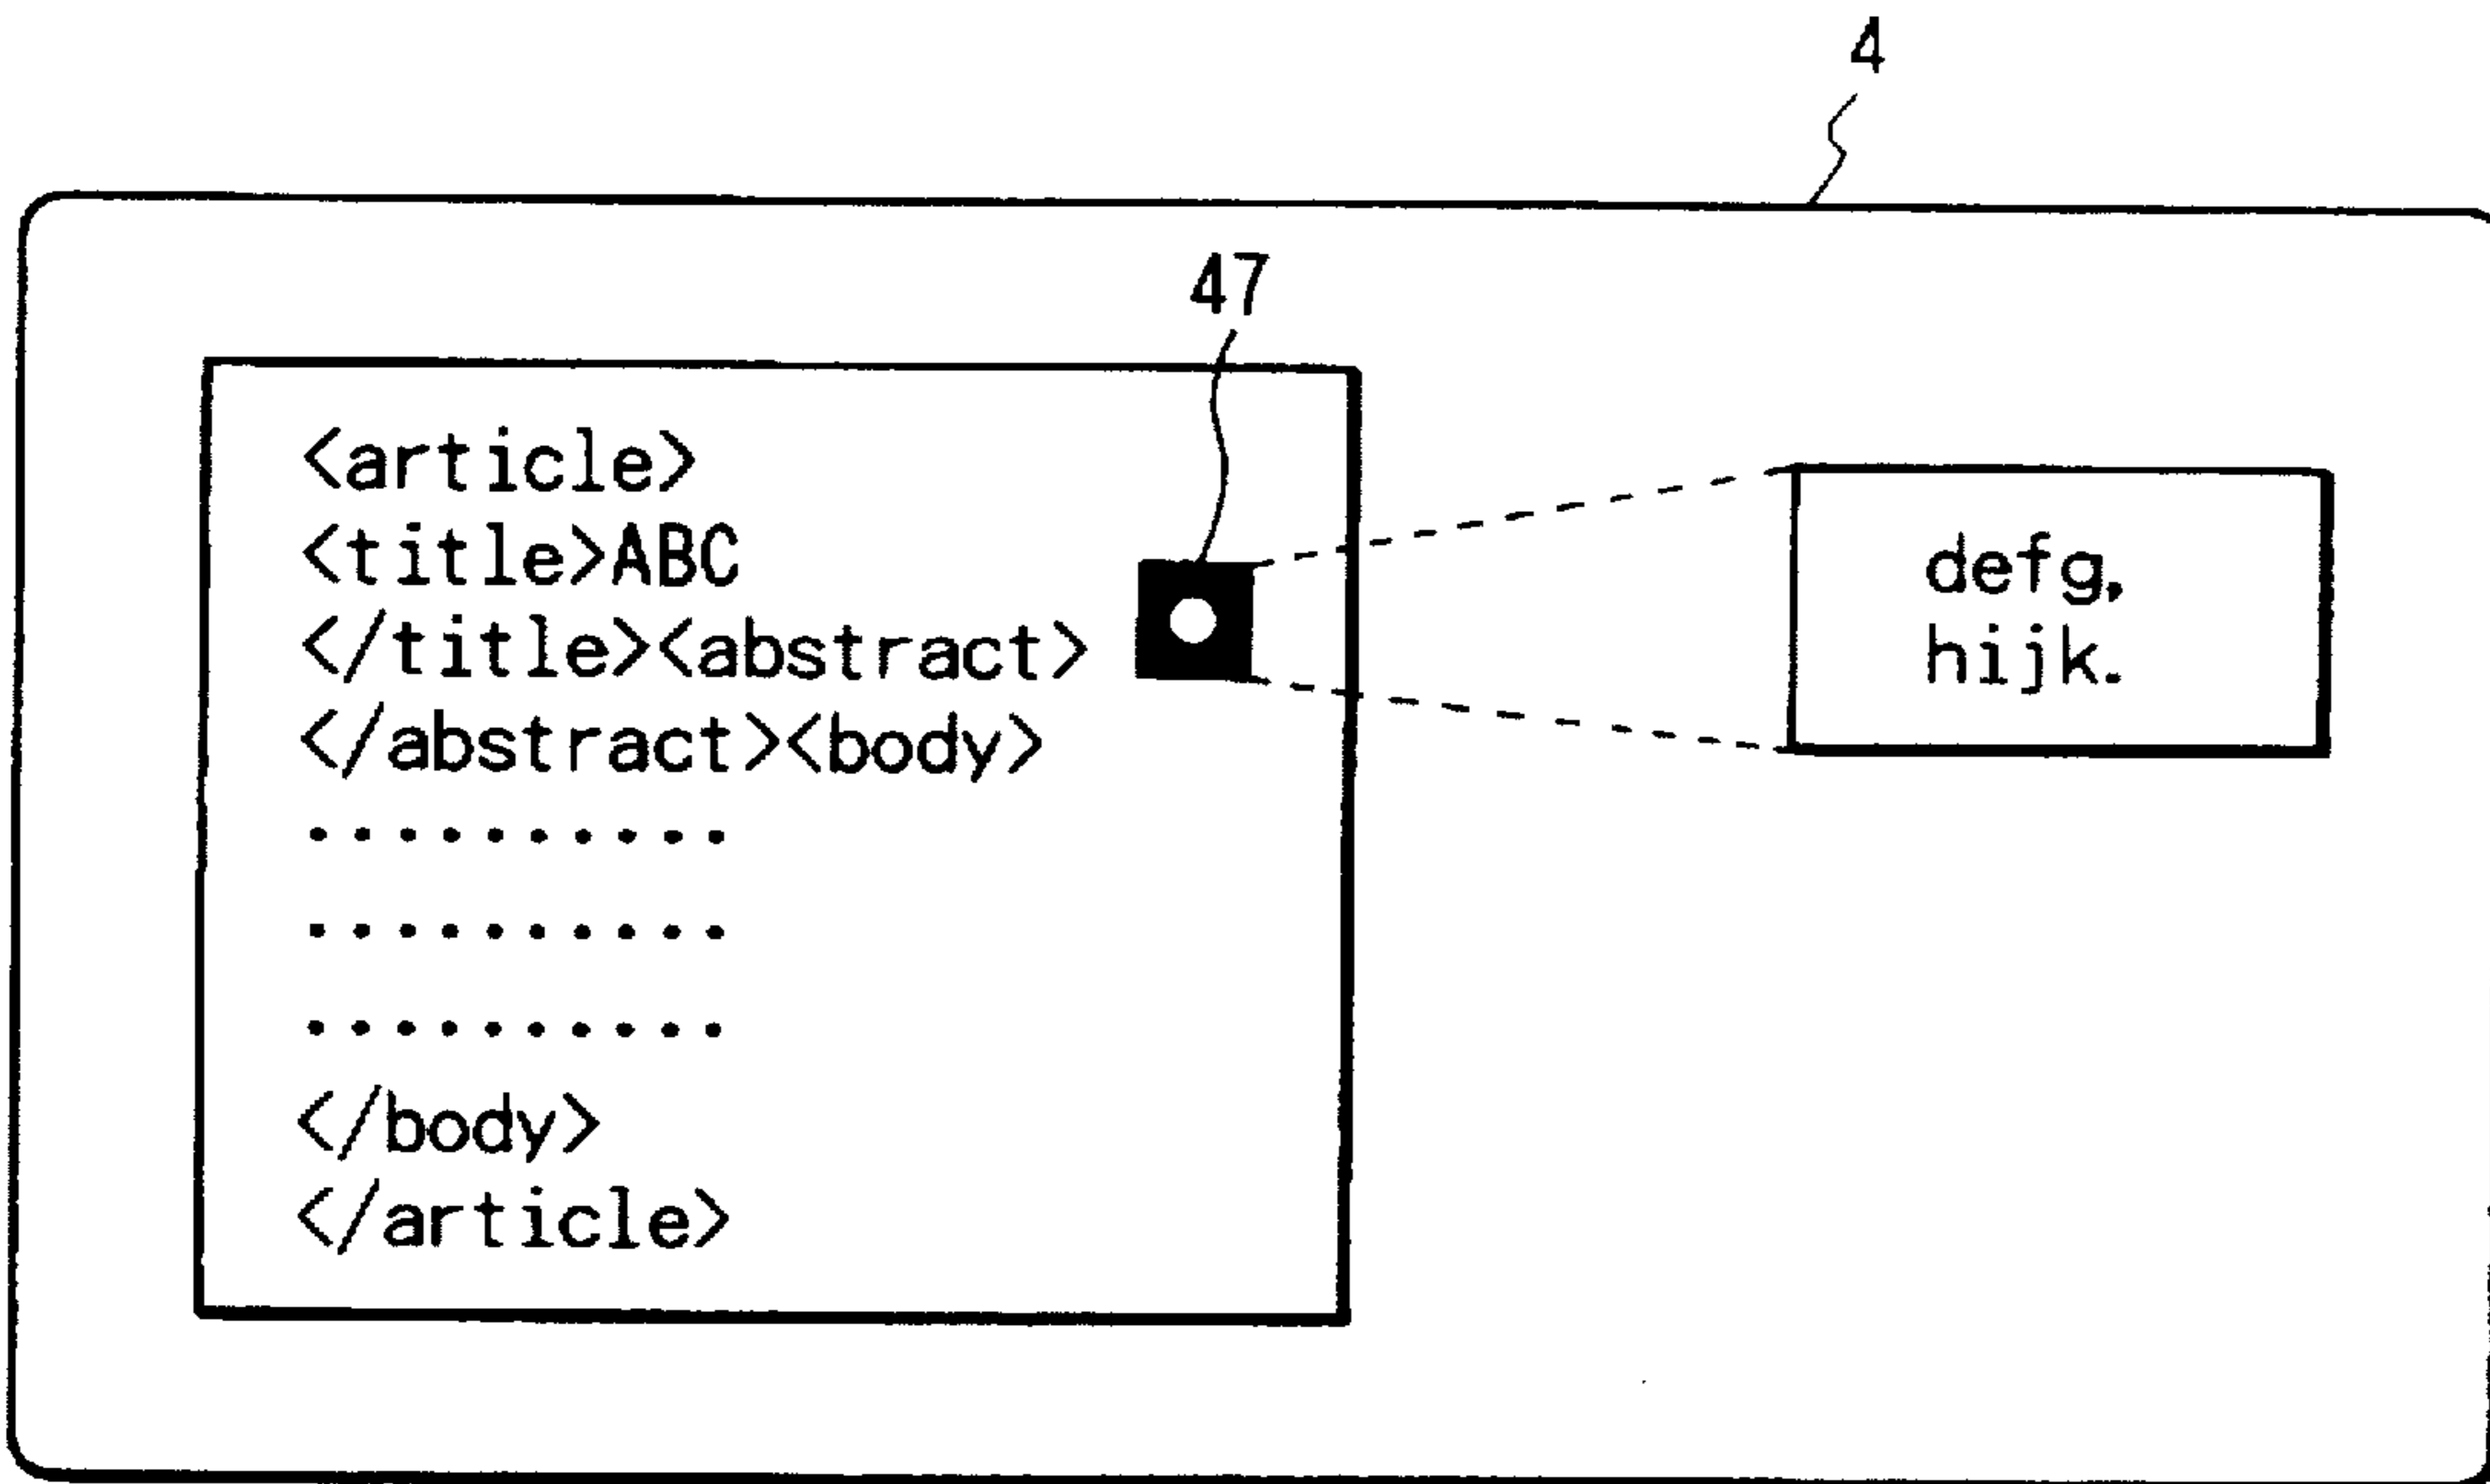 4
47
<article>
<title>ABC
</title><abstract>
</abstract><body>
. . . . . . . . . .
. . . . . . . . . .
. . . . . . . . . .
</body>
</article>
defg,
hijk.